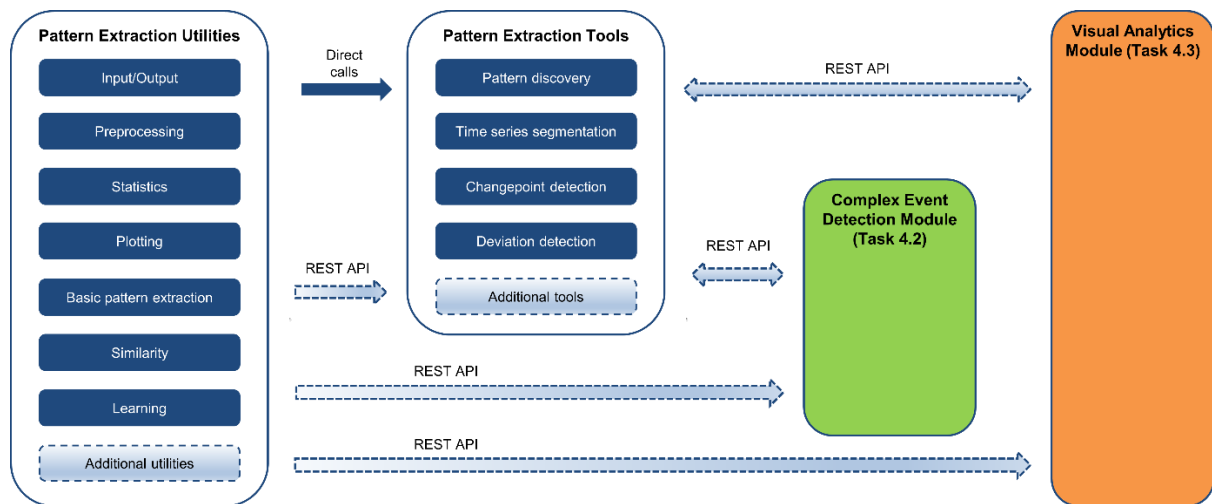 Pattern Extraction Utilities
Input/Output
Preprocessing
Statistics
Plotting
Basic pattern extraction
Similarity
Learning
Additional utilities
Direct
calls
REST API
Pattern Extraction Tools
Pattern discovery
Time series segmentation
Changepoint detection
Deviation detection
Additional tools
REST API
REST API
REST API
REST API
Complex Event
Detection Module
(Task 4.2)
Visual Analytics
Module (Task 4.3)